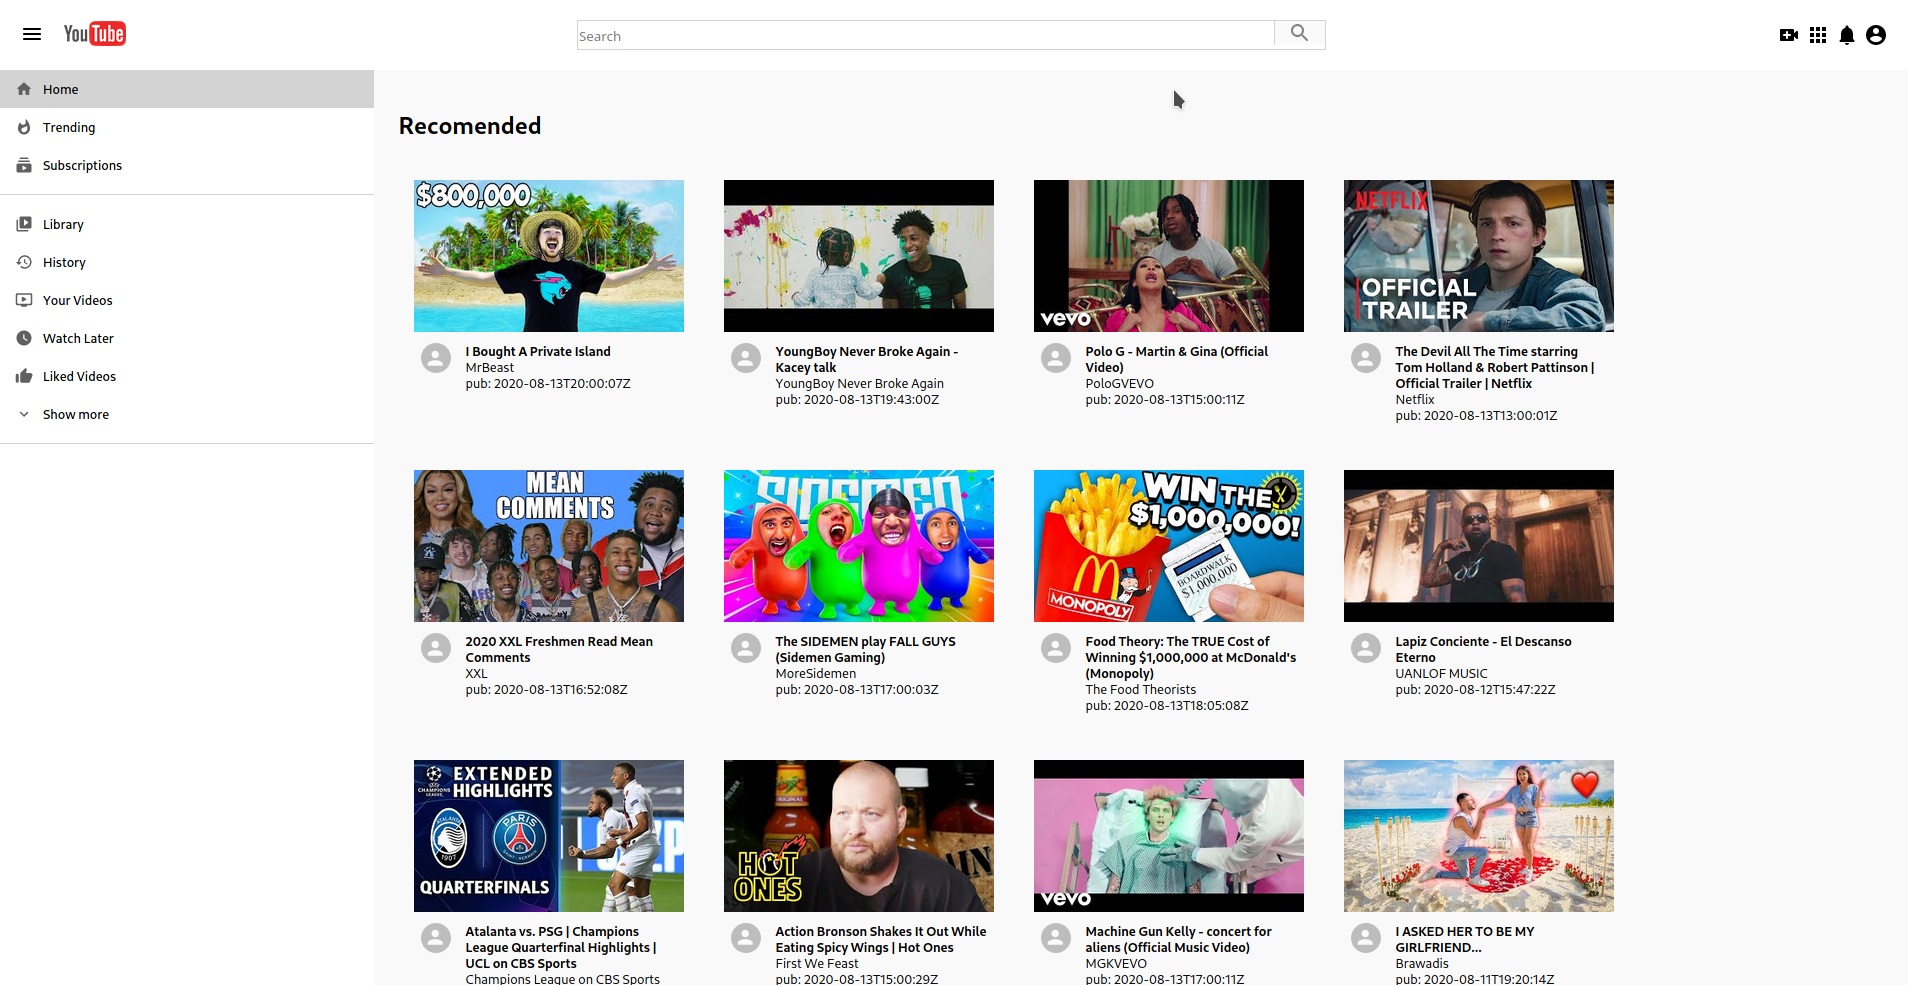 YouTube
Search
Home
Trending
Subscriptions
Library
History
Your Videos
Watch Later
Liked Videos
Show more
Recomended
$800,000
I Bought A Private Island
MrBeast
pub: 2020-08-13T20:00:07Z
YoungBoy Never Broke Again -
Kacey talk
YoungBoy Never Broke Again
pub: 2020-08-13T19:43:00Z
vevo
Polo G - Martin & Gina (Official
Video)
PoloGVEVO
pub: 2020-08-13T15:00:11Z
NETFLIX
OFFICIAL
TRAILER
The Devil All The Time starring
Tom Holland & Robert Pattinson |
Official Trailer | Netflix
Netflix
pub: 2020-08-13T13:00:01Z
MEAN
COMMENTS
2020 XXL Freshmen Read Mean
Comments
XXL
pub: 2020-08-13T16:52:08Z
SIDEMEN
The SIDEMEN play FALL GUYS
(Sidemen Gaming)
MoreSidemen
pub: 2020-08-13T17:00:03Z
WIN THE
$1,000,000!
BOARDWALK
$1,000,000
MONOPOLY
Food Theory: The TRUE Cost of
Winning $1,000,000 at McDonald's
(Monopoly)
The Food Theorists
pub: 2020-08-13T18:05:08Z
Lapiz Conciente - El Descanso
Eterno
UANLOF MUSIC
pub: 2020-08-12T15:47:22Z
CHAMPIONS
LEAGUE
EXTENDED
HIGHLIGHTS
ATALANTA
1907
PARIS
QUARTERFINALS
Atalanta vs. PSG | Champions
League Quarterfinal Highlights |
UCL on CBS Sports
Champions League on CBS Sports
HOT
ONES
Action Bronson Shakes It Out While
Eating Spicy Wings | Hot Ones
First We Feast
pub: 2020-08-13T15:00:29Z
vevo
Machine Gun Kelly - concert for
aliens (Official Music Video)
MGKVEVO
pub: 2020-08-13T17:00:11Z
I ASKED HER TO BE MY
GIRLFRIEND...
Brawadis
pub: 2020-08-11T19:20:14Z